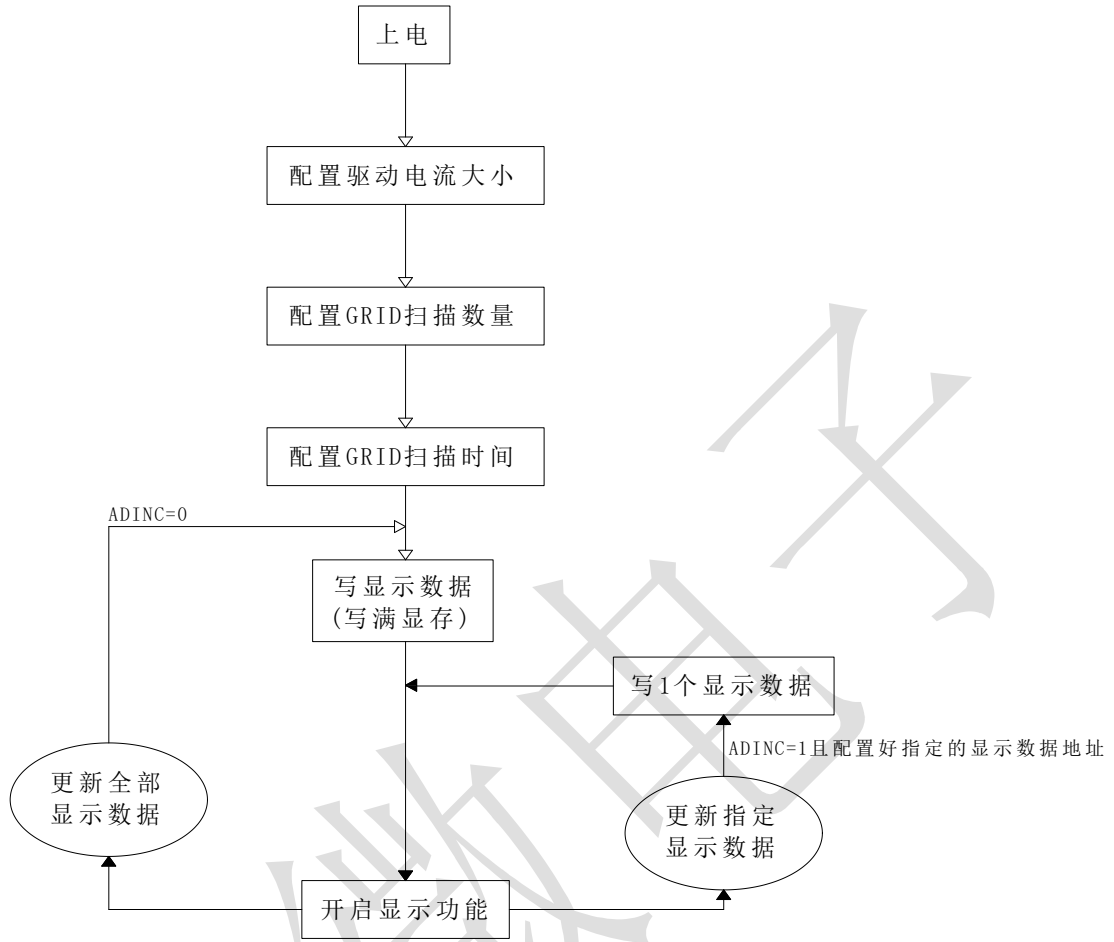 上电
配置驱动电流大小
配置GRID扫描数量
配置GRID扫描时间
ADINC=0
写显示数据
(写满显存)
写1个显示数据
ADINC=1且配置好指定的显示数据地址
更新全部
显示数据
更新指定
显示数据
开启显示功能
微电子